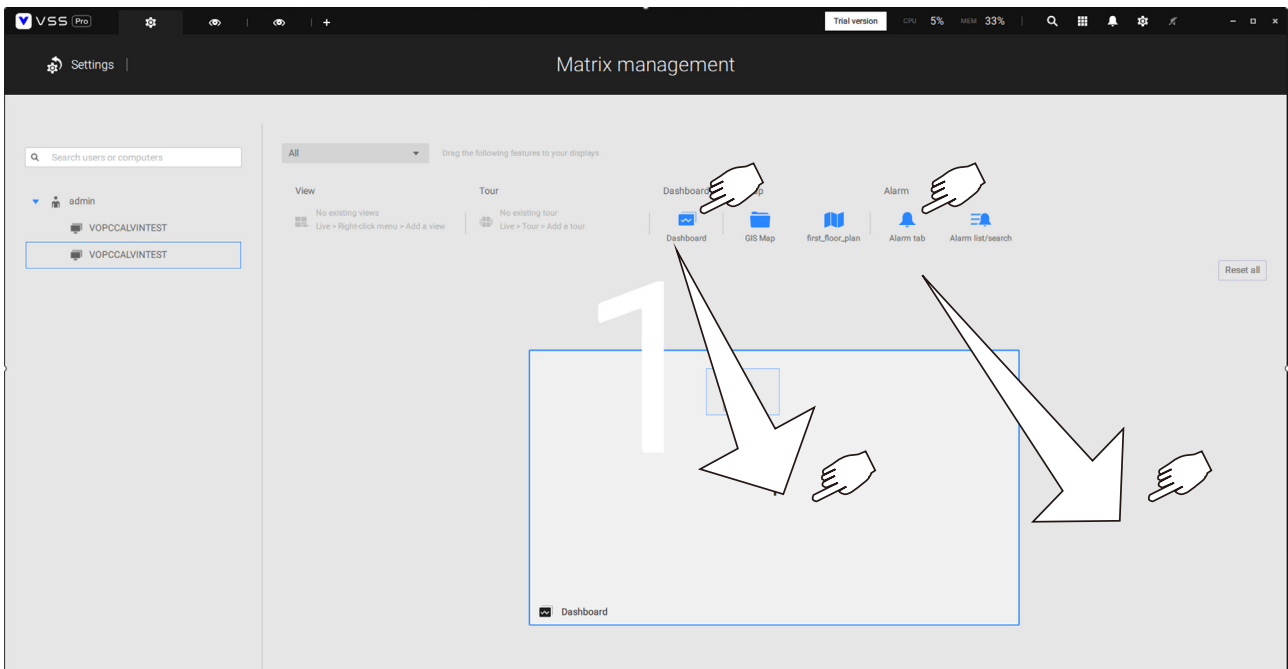 VSS Pro
Trial version CPU 5% MEM 33%
Settings
Matrix management
Search users or computers
admin
VOPCCALVINTEST
VOPCCALVINTEST
All
Drag the following features to your displays
View
No existing views
Live > Right-click menu > Add a view
Tour
No existing tour
Live > Tour > Add a tour
Dashboard
Dashboard
GIS Map
first_floor_plan
Alarm
Alarm tab
Alarm list/search
Reset all
1
Dashboard